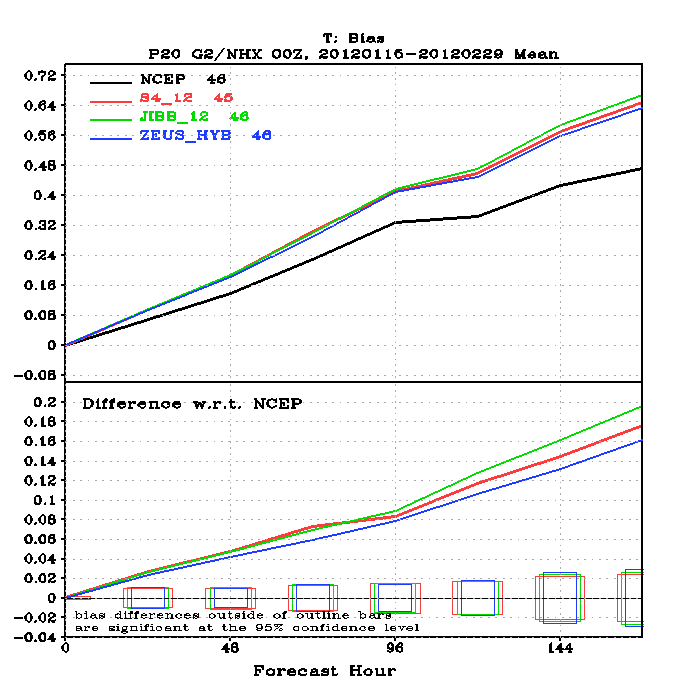 T: Bias
P20 G2/NHX 00Z, 20120116-20120229 Mean
0.72
0.64
0.56
0.48
0.4
0.32
0.24
0.16
0.08
0
-0.08
NCEP 46
S4_12 45
JIBB_12 46
ZEUS_HYB 46
Difference w.r.t. NCEP
0.2
0.18
0.16
0.14
0.12
0.1
0.08
0.06
0.04
0.02
0
-0.02
-0.04
bias differences outside of outline bars
are significant at the 95% confidence level
0 48 96 144
Forecast Hour